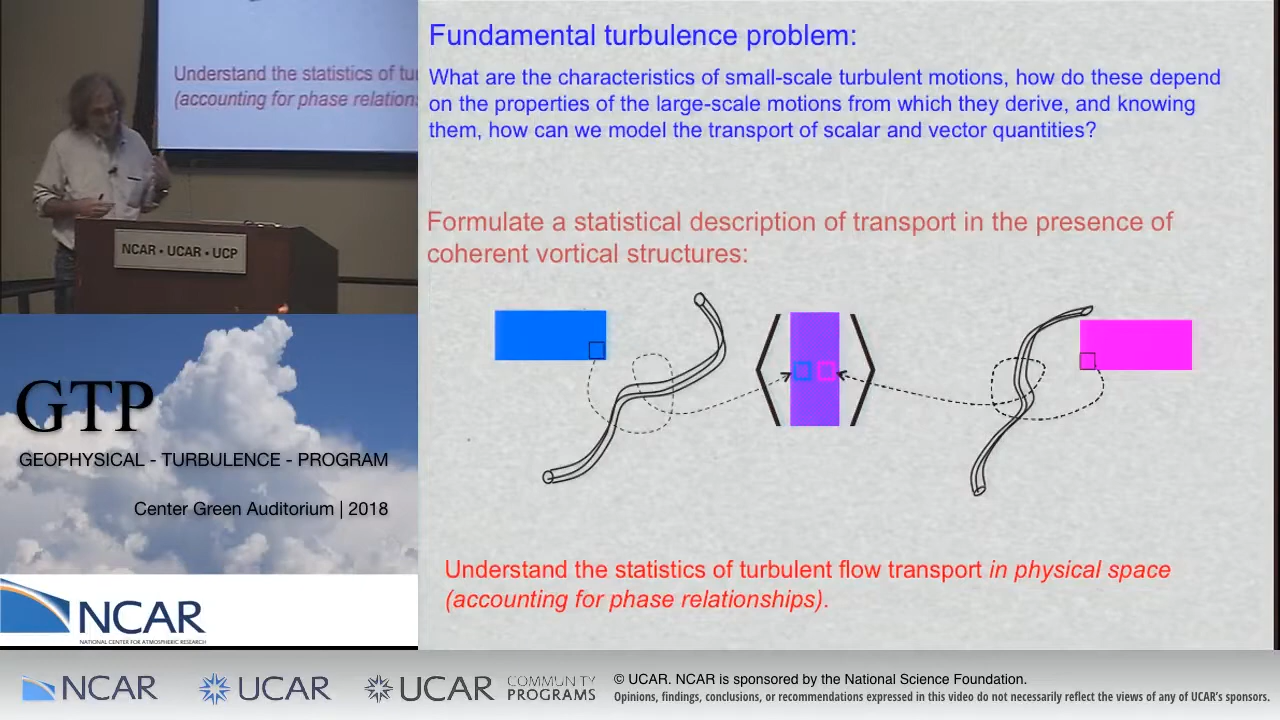 Understand the statistics of tu
(accounting for phase relations
NCAR • UCAR • UCP
GTP
GEOPHYSICAL - TURBULENCE - PROGRAM
Center Green Auditorium | 2018
NCAR
NATIONAL CENTER FOR ATMOSPHERIC RESEARCH
Fundamental turbulence problem:
What are the characteristics of small-scale turbulent motions, how do these depend
on the properties of the large-scale motions from which they derive, and knowing
them, how can we model the transport of scalar and vector quantities?
Formulate a statistical description of transport in the presence of
coherent vortical structures:
Understand the statistics of turbulent flow transport in physical space
(accounting for phase relationships).
NCAR
UCAR
UCAR
COMMUNITY
PROGRAMS
© UCAR. NCAR is sponsored by the National Science Foundation.
Opinions, findings, conclusions, or recommendations expressed in this video do not necessarily reflect the views of any of UCAR's sponsors.